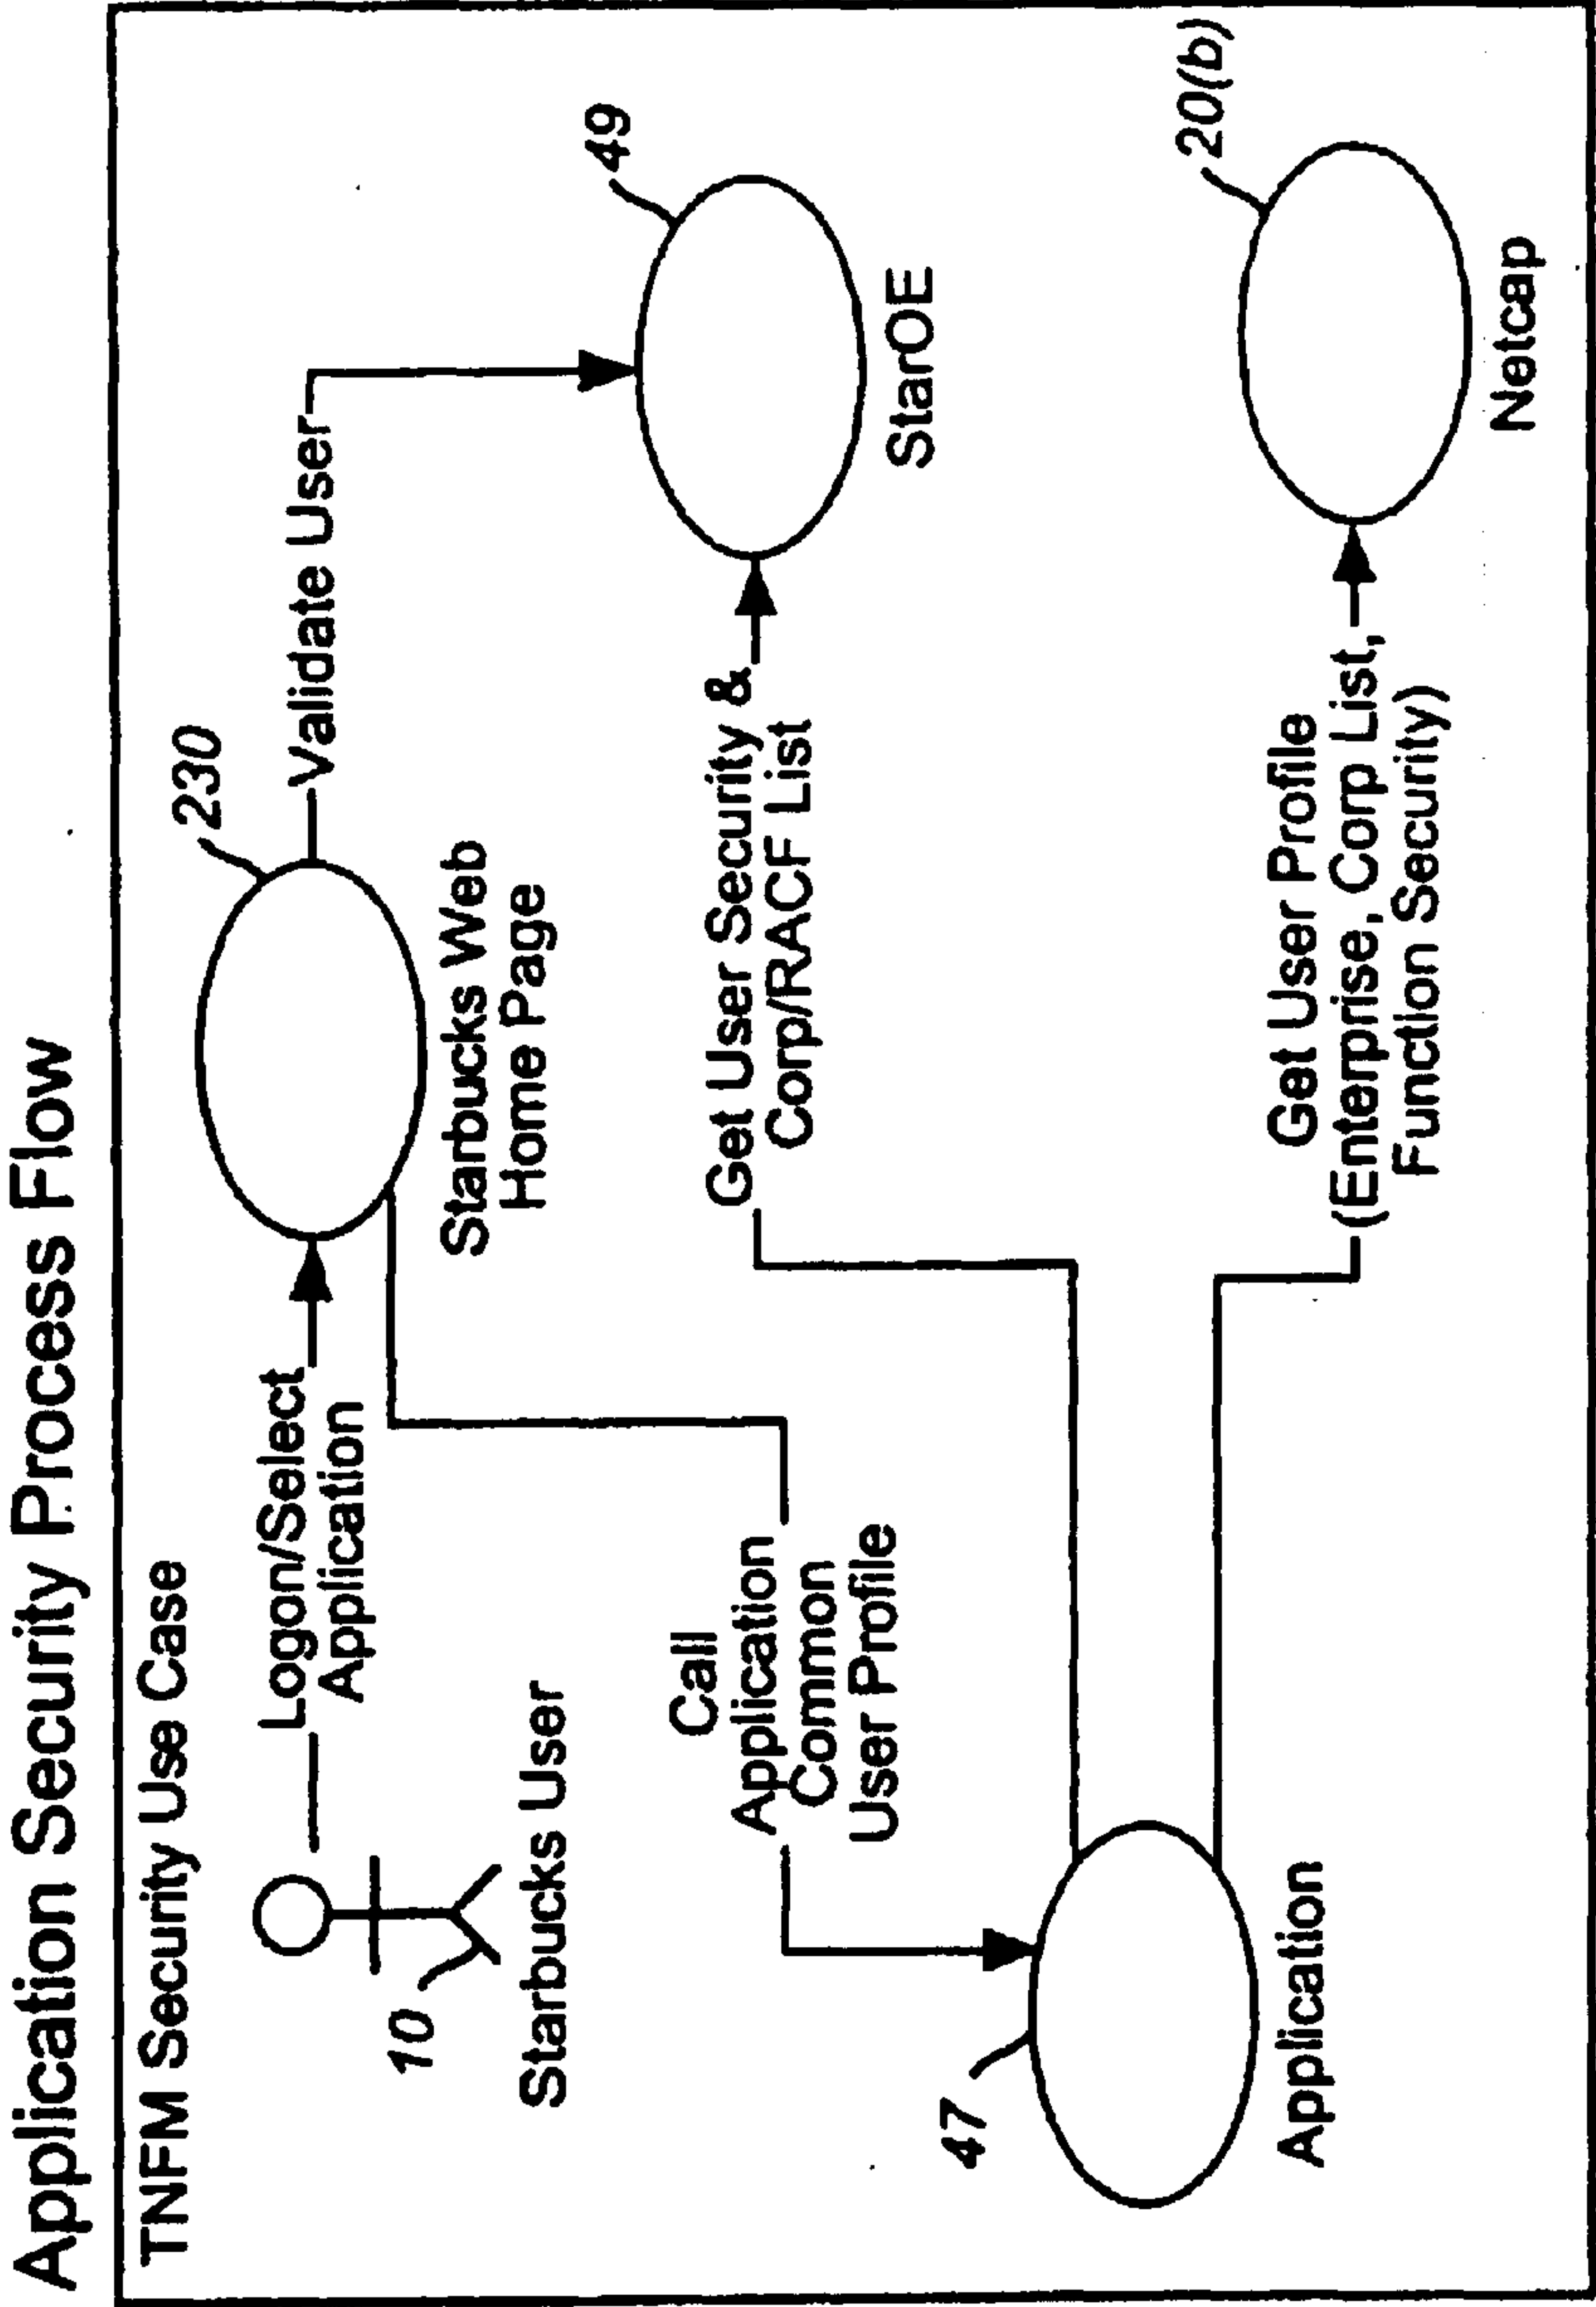 Application Security Process Flow
TNFM Security Use Case
Logon/Select
Application
230
Validate User
10
Starbucks User
Starbucks Web
Home Page
49
Call
Application
Common
User Profile
Get User Security &
Corp/RACF List
StarOE
47
Application
Get User Profile
(Enterprise, Corp List,
Function Security)
20(b)
Netcap